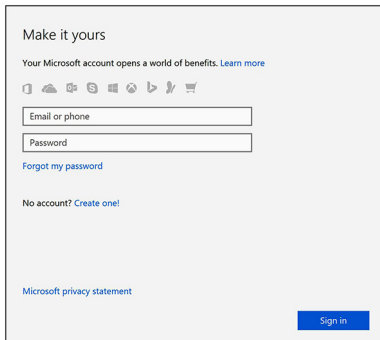 Make it yours
Your Microsoft account opens a world of benefits. Learn more
Email or phone
Password
Forgot my password
No account? Create one!
Microsoft privacy statement
Sign in